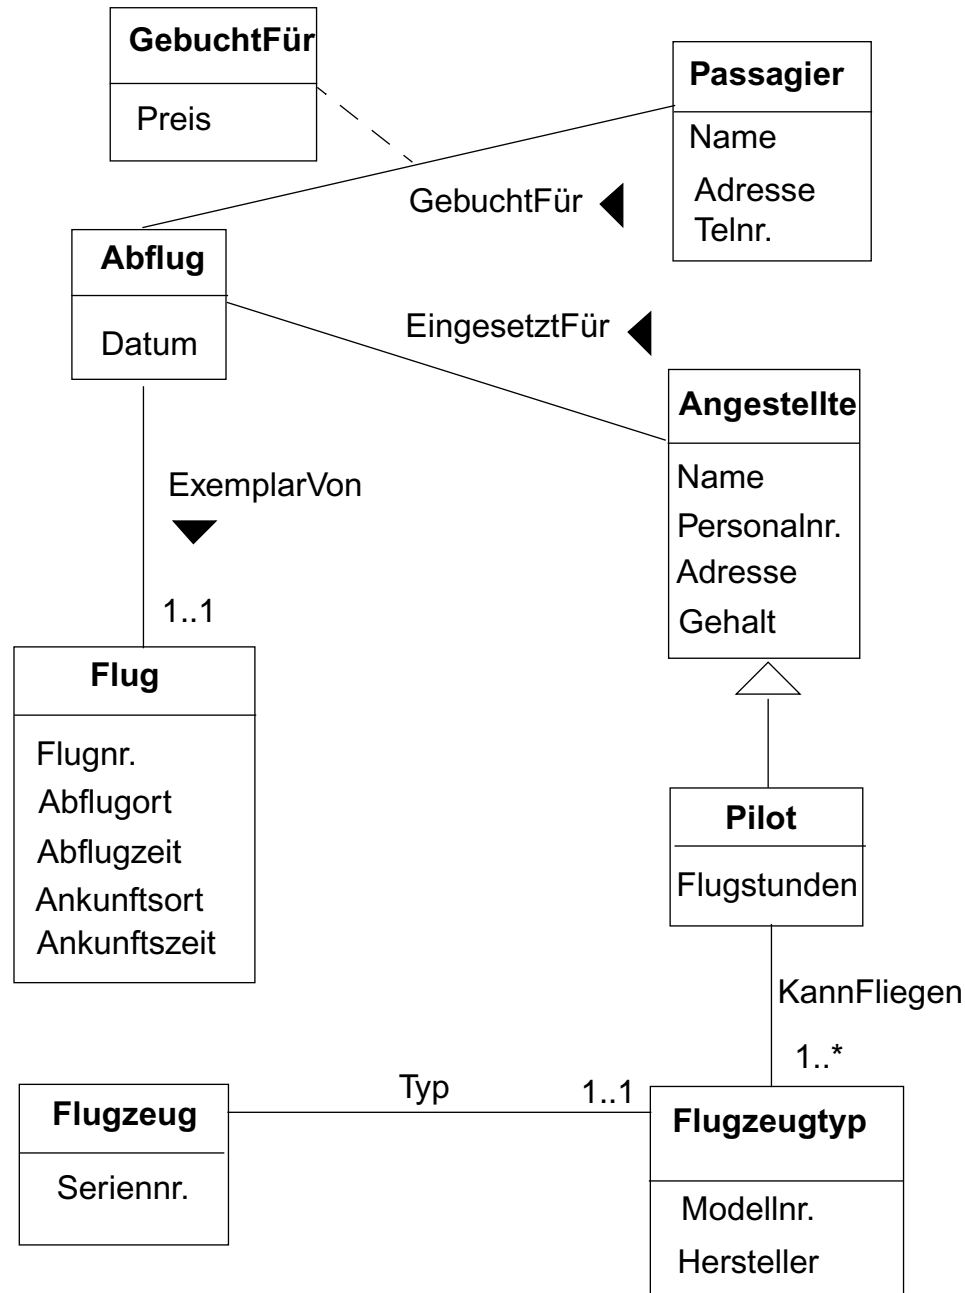 GebuchtFür
Preis
Passagier
Name
Adresse
Telnr.
GebuchtFür
Abflug
Datum
EingesetztFür
Angestellte
Name
Personalnr.
Adresse
Gehalt
ExemplarVon
1..1
Flug
Flugnr.
Abflugort
Abflugzeit
Ankunftsort
Ankunftszeit
Pilot
Flugstunden
KannFliegen
1..*
Typ
1..1
Flugzeug
Seriennr.
Flugzeugtyp
Modellnr.
Hersteller